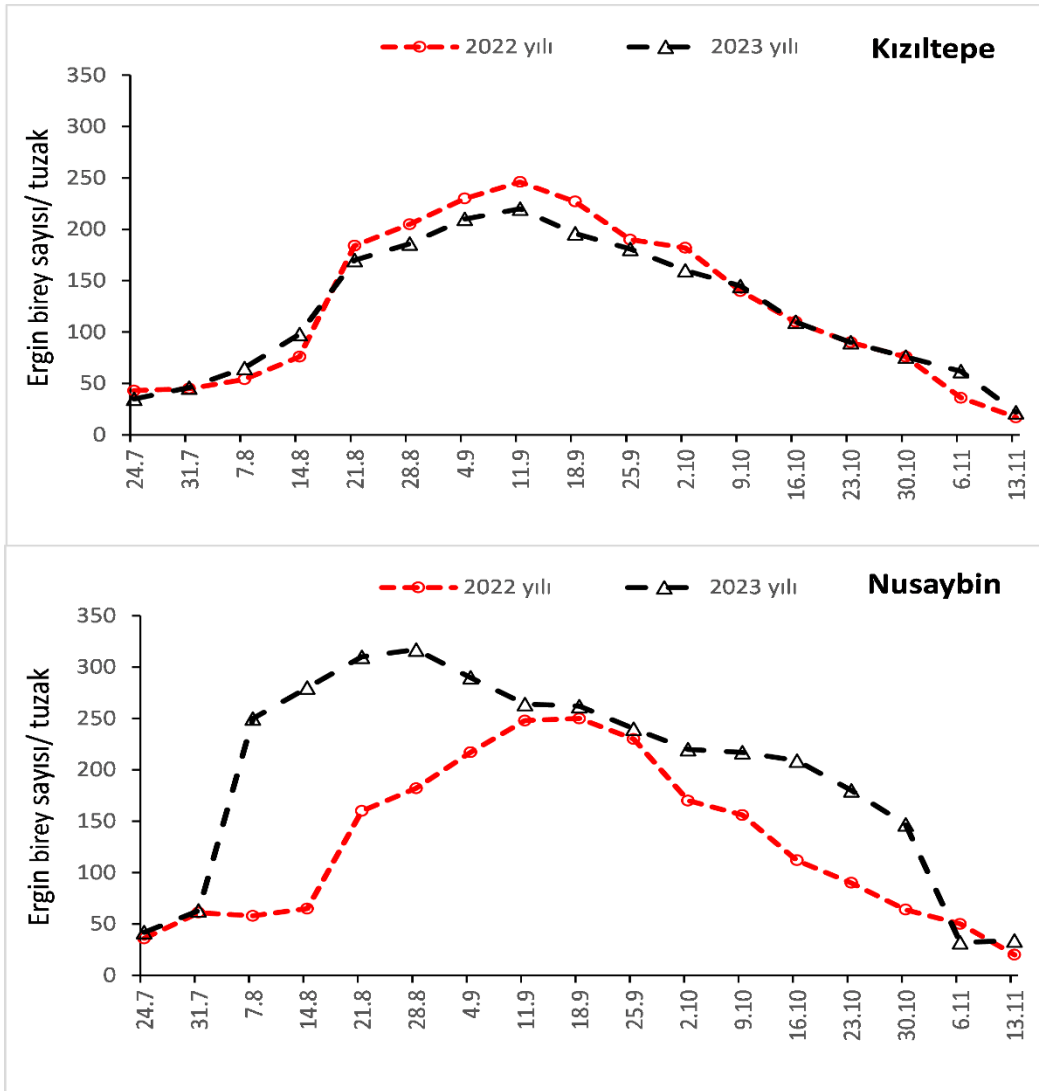 2022 yılı 2023 yılı Kızıltepe
350
300
250
200
150
100
50
0
Ergin birey sayısı/ tuzak
24.7 31.7 7.8 14.8 21.8 28.8 4.9 11.9 18.9 25.9 2.10 9.10 16.10 23.10 30.10 6.11 13.11
2022 yılı 2023 yılı Nusaybin
350
300
250
200
150
100
50
0
Ergin birey sayısı/ tuzak
24.7 31.7 7.8 14.8 21.8 28.8 4.9 11.9 18.9 25.9 2.10 9.10 16.10 23.10 30.10 6.11 13.11